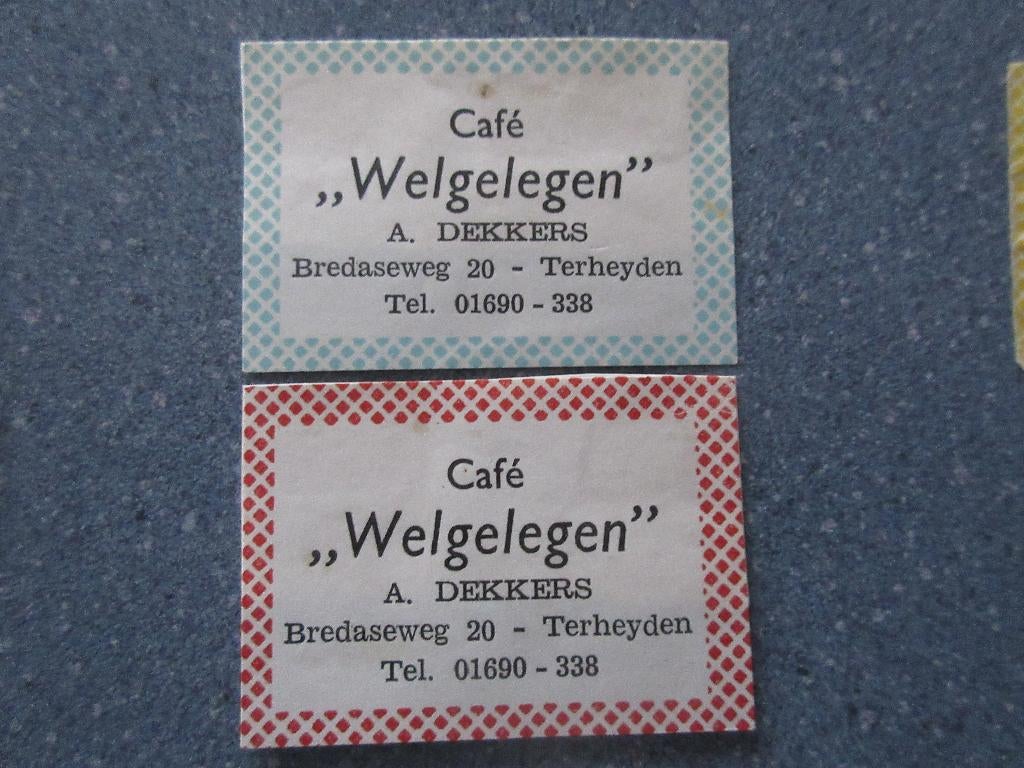 Café
„Welgelegen”
A. DEKKERS
Bredaseweg 20 - Terheyden
Tel. 01690 - 338
Café
„Welgelegen”
A. DEKKERS
Bredaseweg 20 - Terheyden
Tel. 01690 - 338